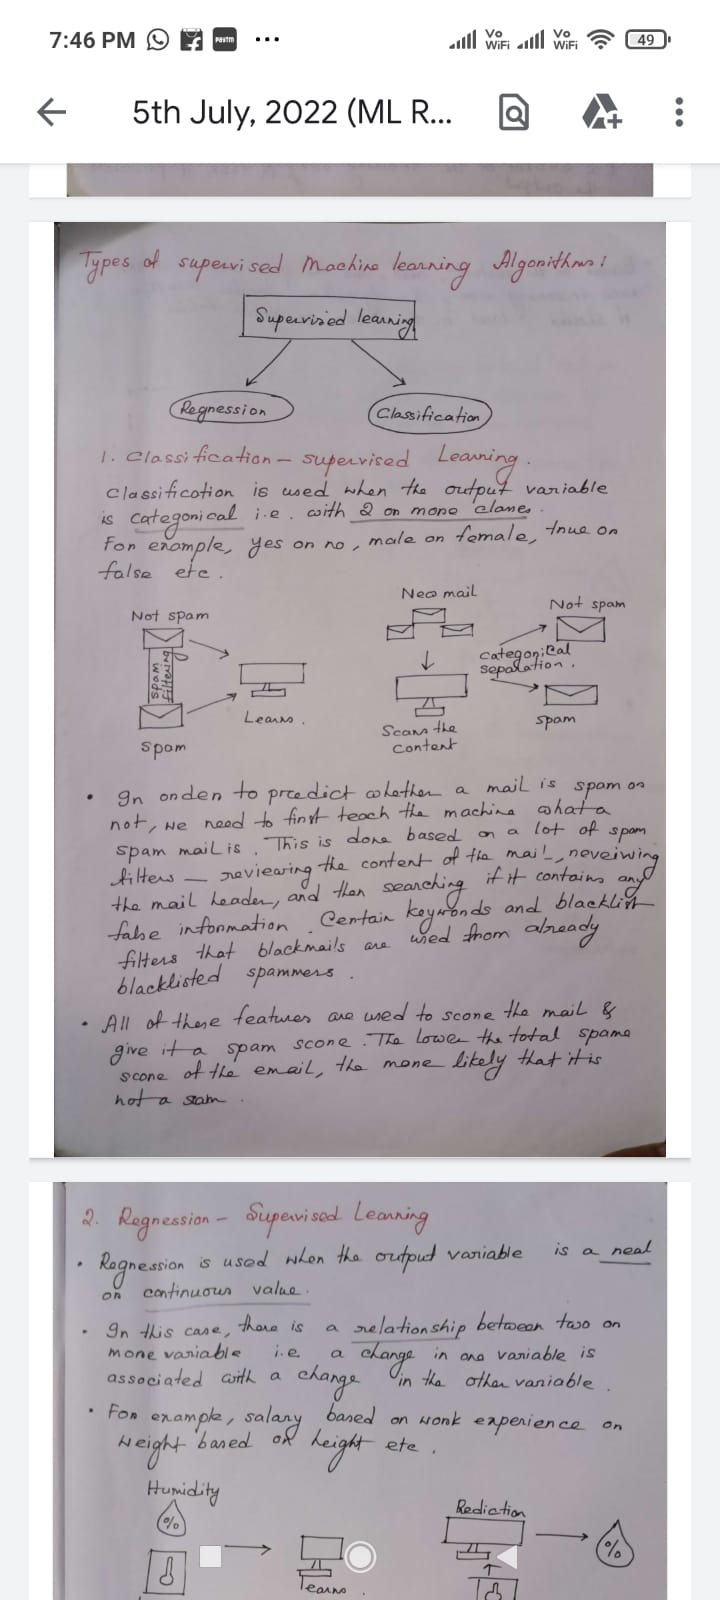 7:46 PM
Paytm
Vo WiFi
Vo WiFi
49
5th July, 2022 (ML R...
Types of supervised Machine learning Algorithms:
Supervised learning
Regression
Classification
1. Classification - supervised Learning.
Classification is used when the output variable
is categorical i.e. with 2 or more classes.
For example, yes or no, male or female, true or
false etc.
Not spam
spam
filtering
Spam
Learns.
New mail
Scans the
content
categorical
separation.
Not spam
spam
• In order to predict whether a mail is spam or
not, we need to first teach the machine what a
spam mail is. This is done based on a lot of spam
filters - reviewing the content of the mail, reveiwing
the mail header, and then searching if it contains any
false information. Certain keywords and blacklist
filters that blackmails are used from already
blacklisted spammers.
• All of these features are used to score the mail &
give it a spam score. The lower the total spam
score of the email, the more likely that it is
not a scam.
2. Regression - Supervised Learning
• Regression is used when the output variable is a real
or continuous value.
• In this case, there is a relationship between two or
more variable i.e a change in one variable is
associated with a change in the other variable.
• For example, salary based on work experience or
weight based on height etc.
Humidity
%
learns.
Rediction
%